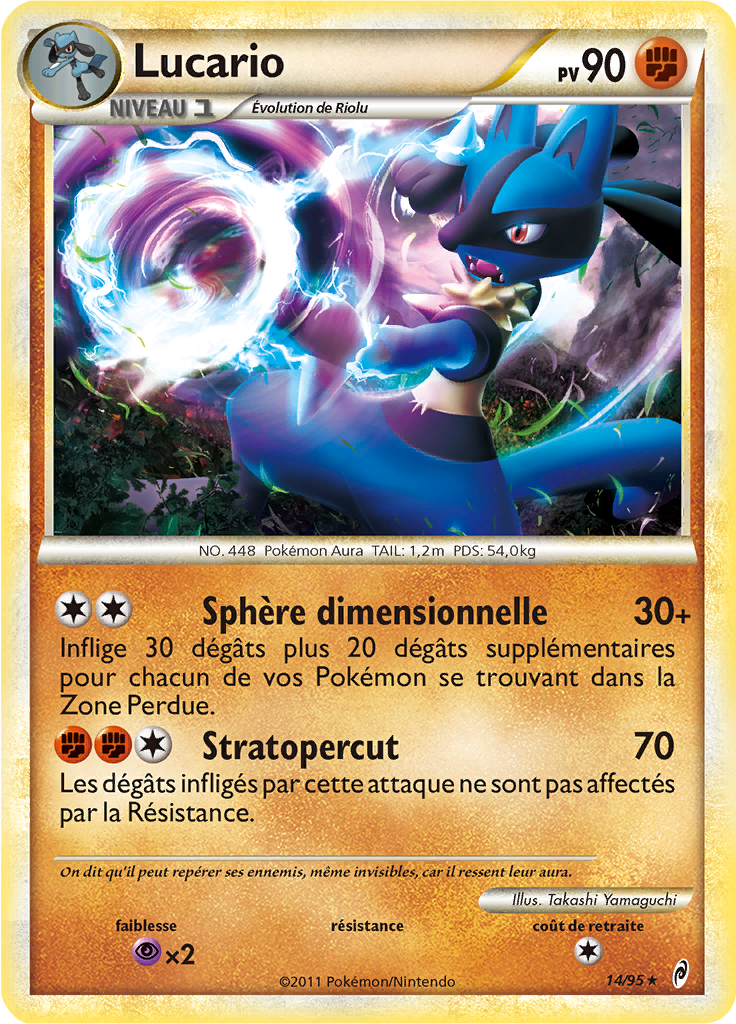 Lucario
PV 90
NIVEAU 1
Évolution de Riolu
NO. 448 Pokémon Aura TAIL: 1,2m PDS: 54,0kg
Sphère dimensionnelle 30+
Inflige 30 dégâts plus 20 dégâts supplémentaires
pour chacun de vos Pokémon se trouvant dans la
Zone Perdue.
Stratopercut 70
Les dégâts infligés par cette attaque ne sont pas affectés
par la Résistance.
On dit qu'il peut repérer ses ennemis, même invisibles, car il ressent leur aura.
Illus. Takashi Yamaguchi
faiblesse résistance coût de retraite
×2
©2011 Pokémon/Nintendo
14/95 ★